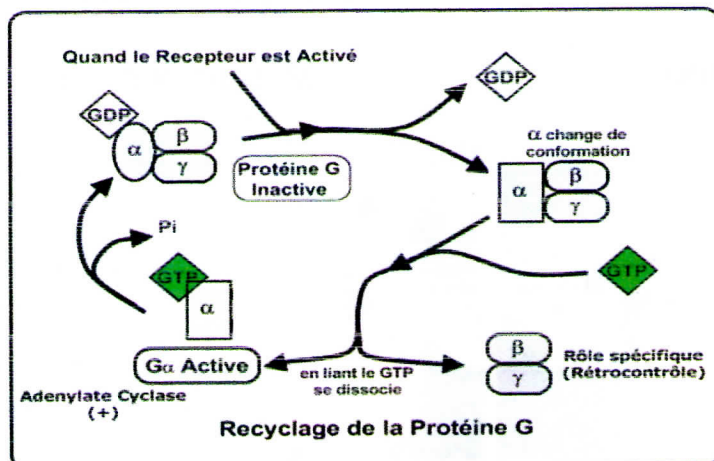 Quand le Recepteur est Activé
GDP
GDP
α
β
γ
Protéine G
Inactive
α change de
conformation
α
β
γ
Pi
GTP
α
GTP
Gα Active
en liant le GTP
se dissocie
β
γ
Rôle spécifique
(Rétrocontrôle)
Adenylate Cyclase
(+)
Recyclage de la Protéine G